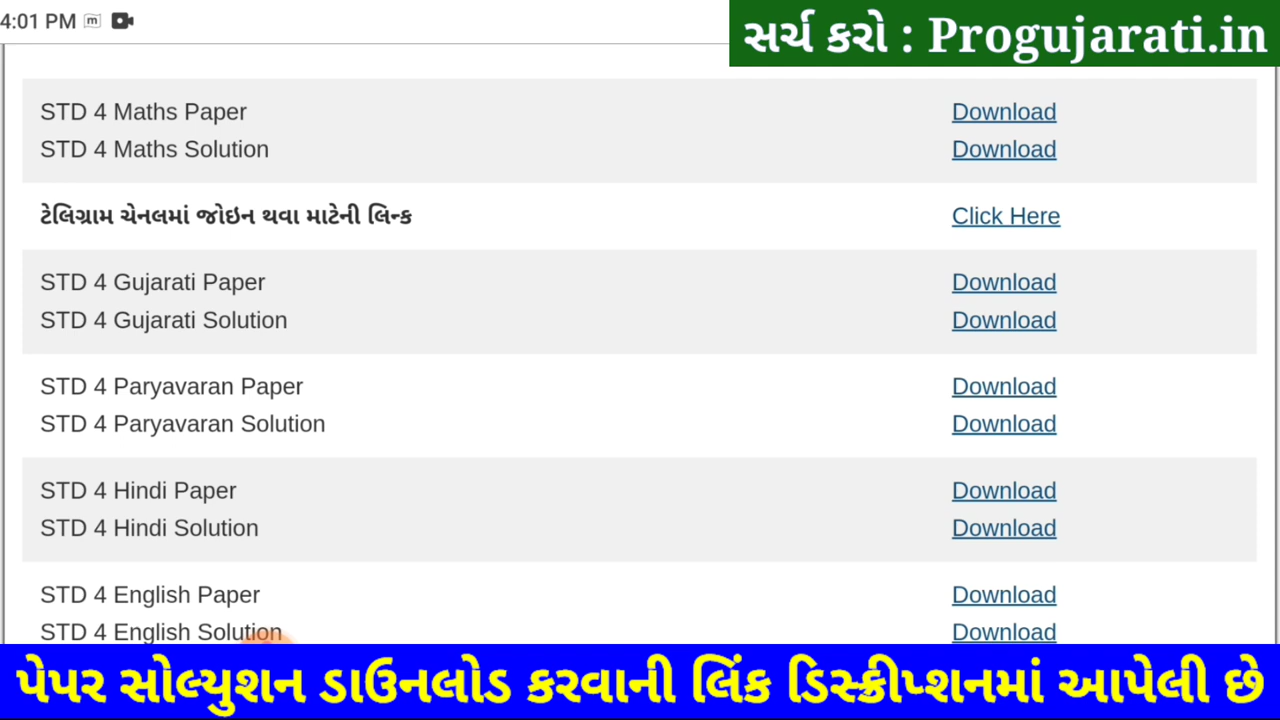 4:01 PM
સર્ચ કરો : Progujarati.in
STD 4 Maths Paper Download
STD 4 Maths Solution Download
ટેલિગ્રામ ચેનલમાં જોઇન થવા માટેની લિન્ક Click Here
STD 4 Gujarati Paper Download
STD 4 Gujarati Solution Download
STD 4 Paryavaran Paper Download
STD 4 Paryavaran Solution Download
STD 4 Hindi Paper Download
STD 4 Hindi Solution Download
STD 4 English Paper Download
STD 4 English Solution Download
પેપર સોલ્યુશન ડાઉનલોડ કરવાની લિંક ડિસ્ક્રીપ્શનમાં આપેલી છે